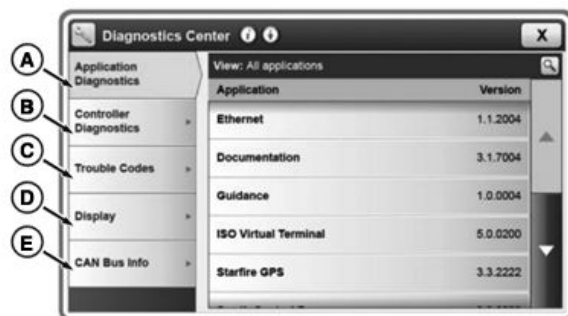 Diagnostics Center
X
A
Application
Diagnostics
B
Controller
Diagnostics
C
Trouble Codes
D
Display
E
CAN Bus Info
View: All applications
Application Version
Ethernet 1.1.2004
Documentation 3.1.7004
Guidance 1.0.0004
ISO Virtual Terminal 5.0.0200
Starfire GPS 3.3.2222